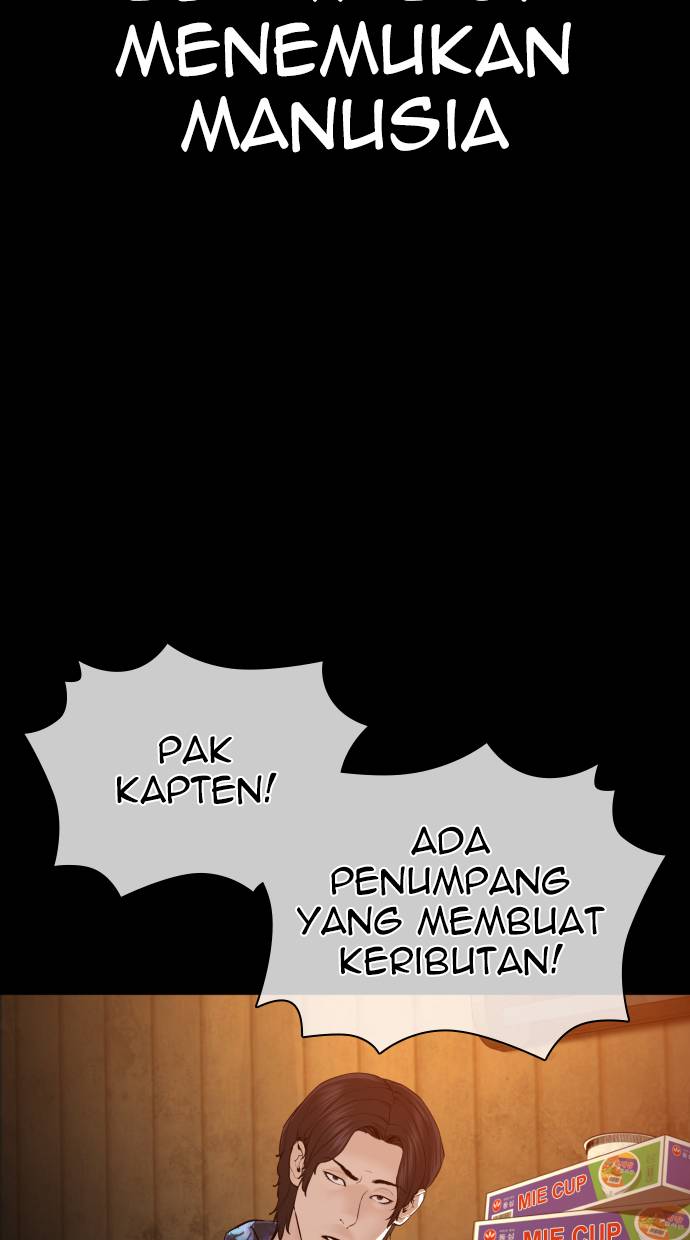 MENEMUKAN
MANUSIA
PAK
KAPTEN!
ADA
PENUMPANG
YANG MEMBUAT
KERIBUTAN!
MIE CUP
MIE CUP